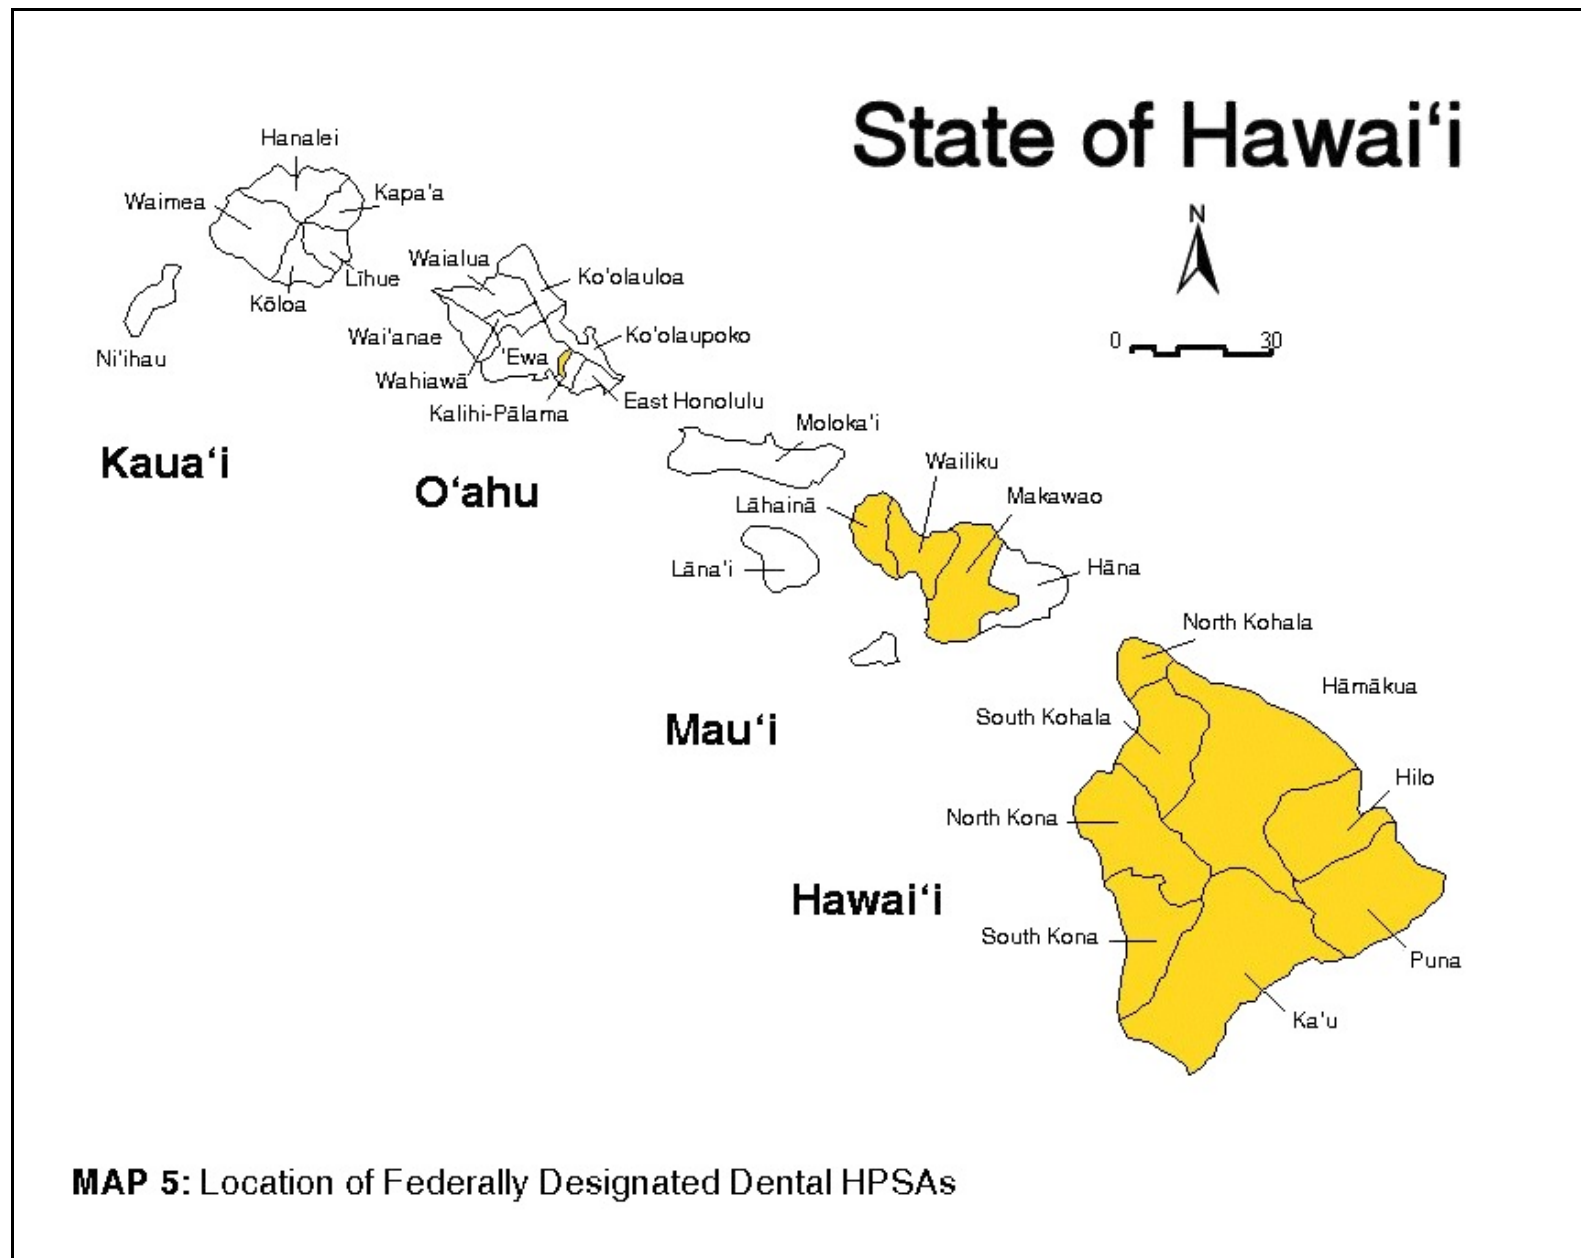 State of Hawai‘i
Hanalei
Waimea
Kapa'a
Līhue
Kōloa
Ni'ihau
Waialua
Ko'olauloa
Wai'anae
Ko'olaupoko
'Ewa
Wahiawā
Kalihi-Pālama
East Honolulu
N
0 30
Kaua‘i
O‘ahu
Moloka'i
Wailiku
Makawao
Lāhainā
Lāna'i
Hāna
North Kohala
Hāmākua
South Kohala
Mau‘i
Hilo
North Kona
Hawai‘i
South Kona
Puna
Ka'u
MAP 5: Location of Federally Designated Dental HPSAs